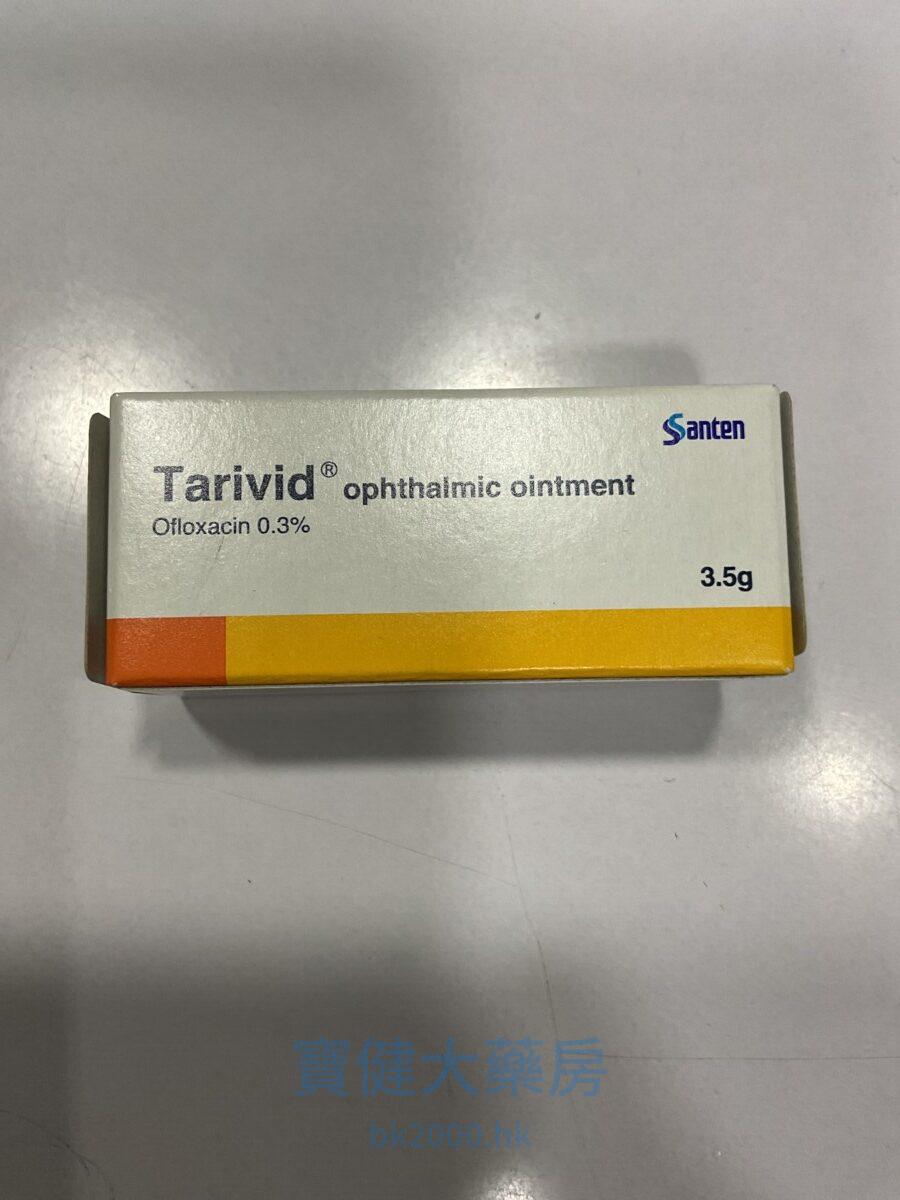 Santen
Tarivid® ophthalmic ointment
Ofloxacin 0.3%
3.5g
寶健大藥房
bk2000.hk